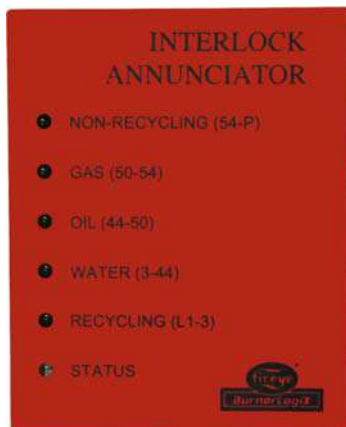 INTERLOCK
ANNUNCIATOR
NON-RECYCLING (54-P)
GAS (50-54)
OIL (44-50)
WATER (3-44)
RECYCLING (L1-3)
STATUS
fireye
BurnerLogiX